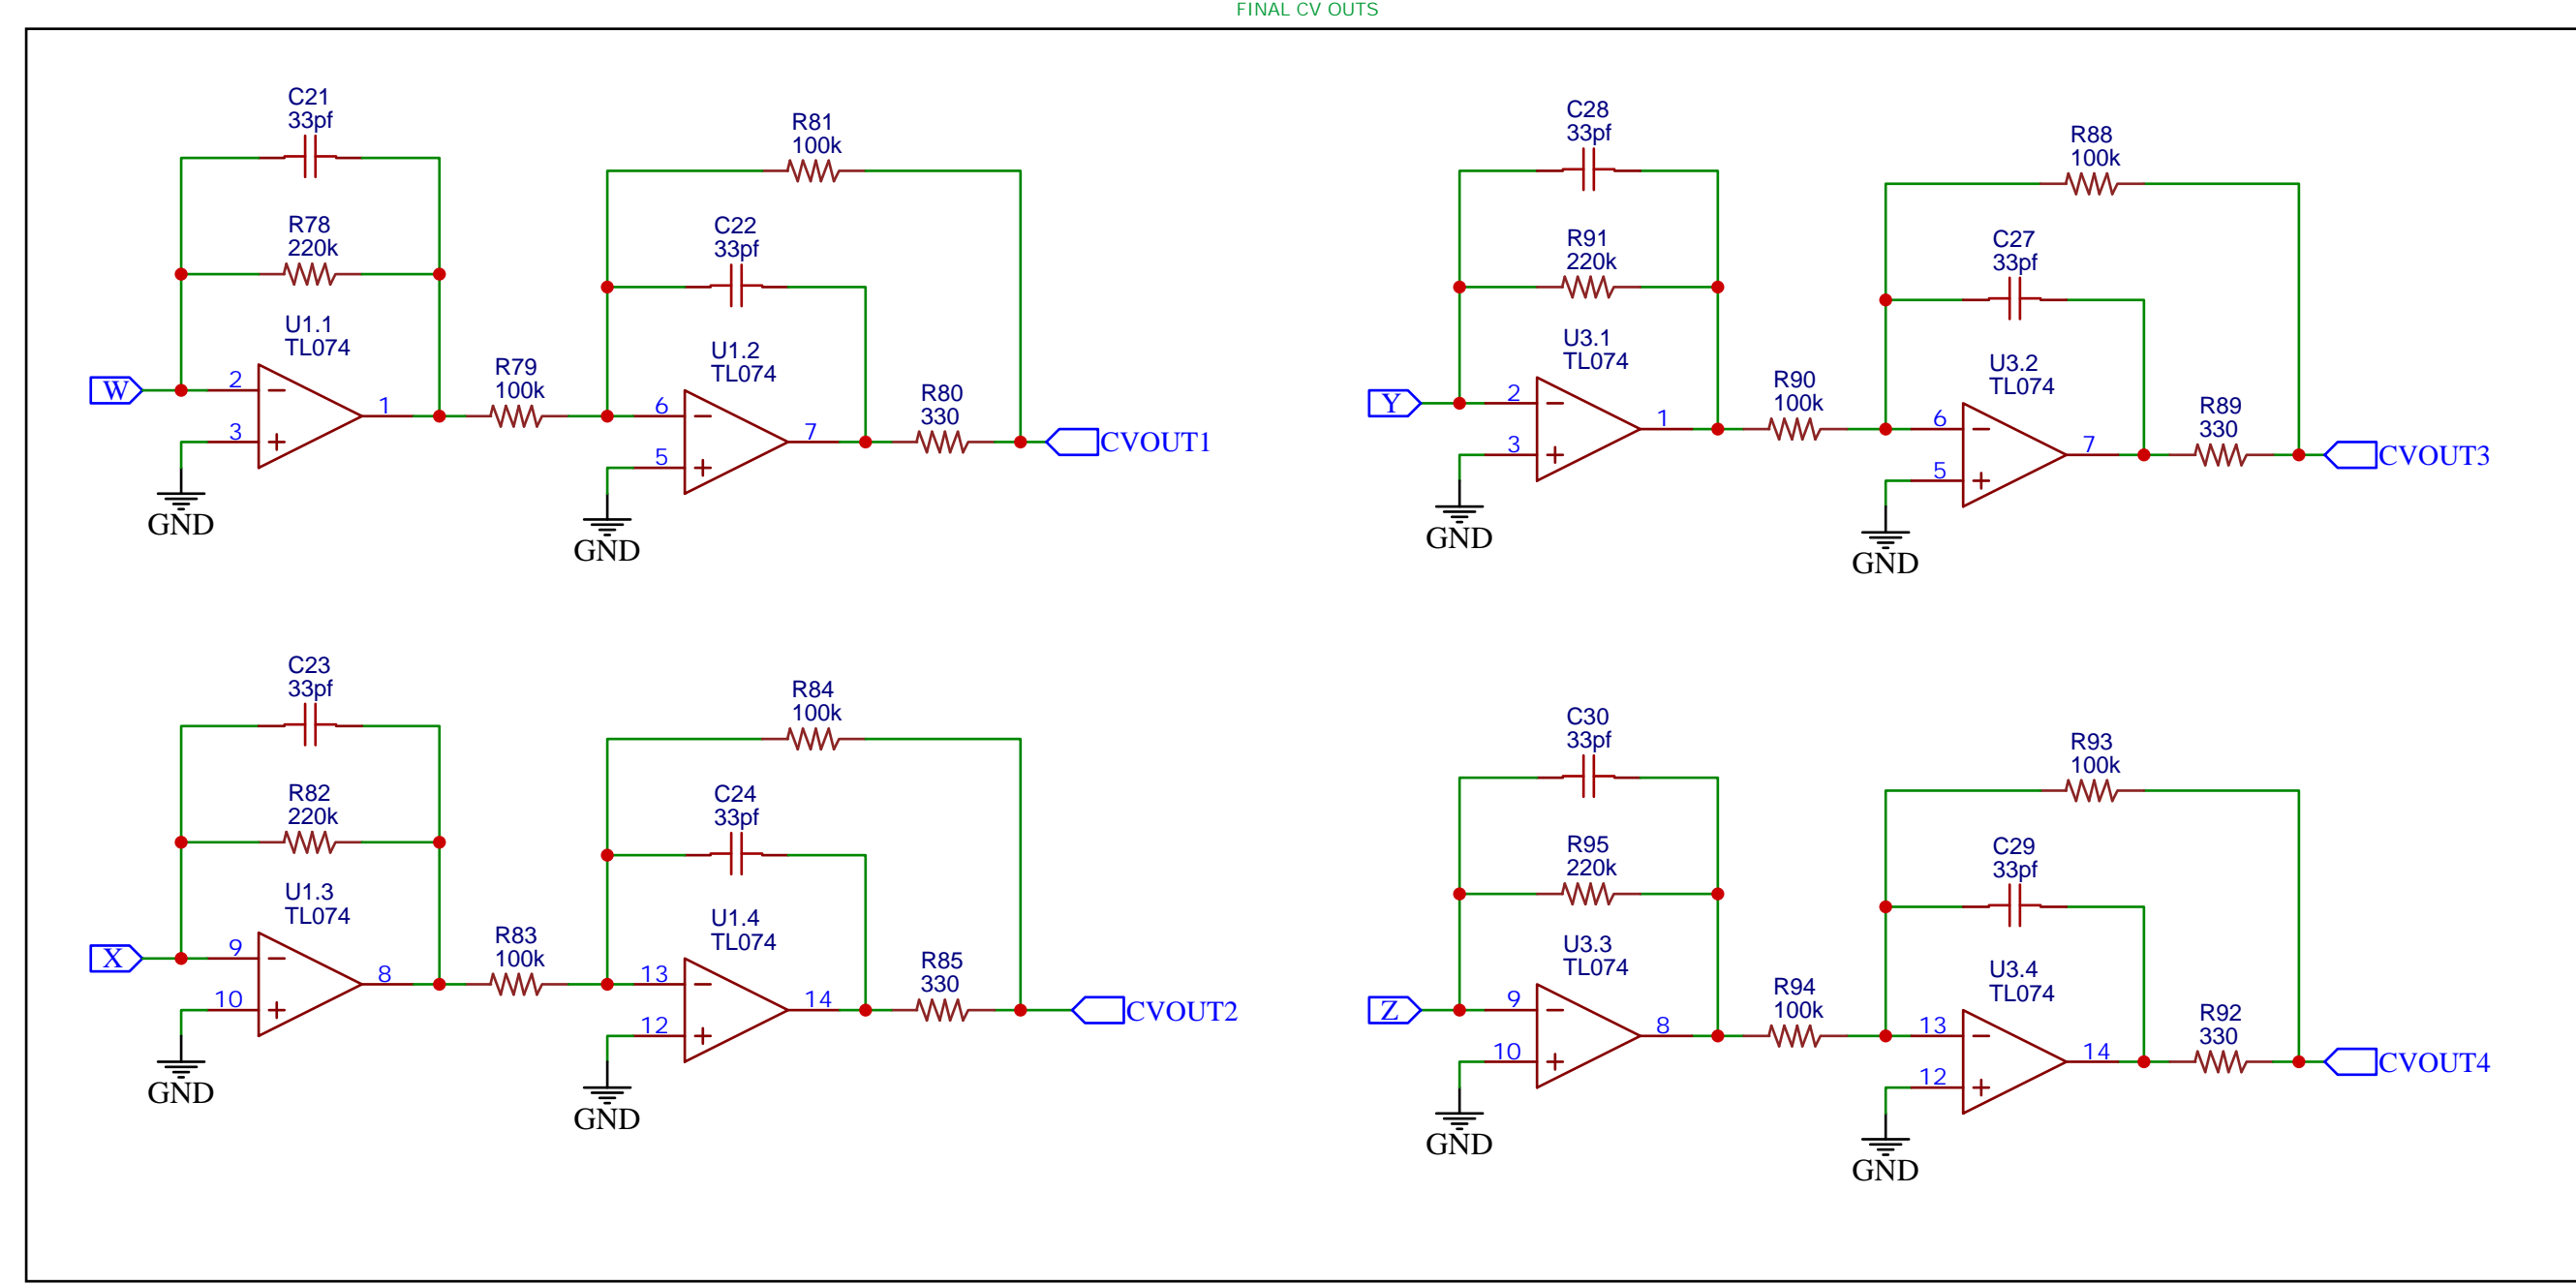 FINAL CV OUTS
C21
33pf
R78
220k
U1.1
TL074
W
2
3
1
GND
R79
100k
R81
100k
C22
33pf
U1.2
TL074
6
5
7
GND
R80
330
CVOUT1
C28
33pf
R91
220k
U3.1
TL074
Y
2
3
1
GND
R90
100k
R88
100k
C27
33pf
U3.2
TL074
6
5
7
GND
R89
330
CVOUT3
C23
33pf
R82
220k
U1.3
TL074
X
9
10
8
GND
R83
100k
R84
100k
C24
33pf
U1.4
TL074
13
12
14
GND
R85
330
CVOUT2
C30
33pf
R95
220k
U3.3
TL074
Z
9
10
8
GND
R94
100k
R93
100k
C29
33pf
U3.4
TL074
13
12
14
GND
R92
330
CVOUT4